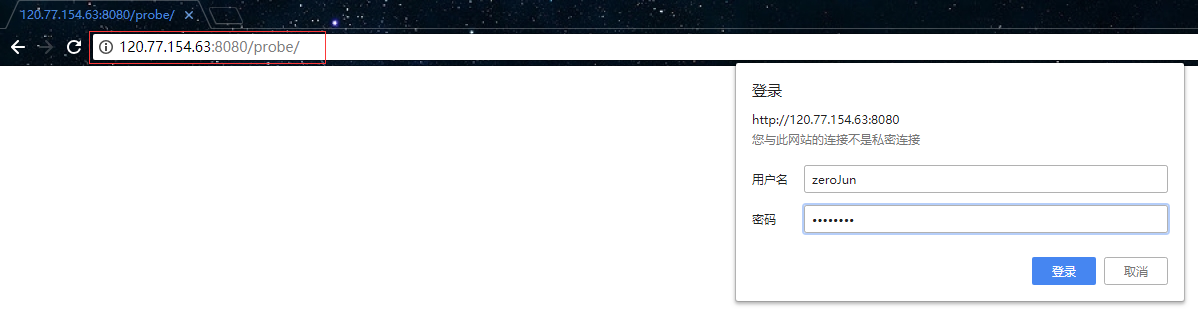 120.77.154.63:8080/probe/
120.77.154.63:8080/probe/
登录
http://120.77.154.63:8080
您与此网站的连接不是私密连接
用户名 zeroJun
密码 ••••••••
登录 取消